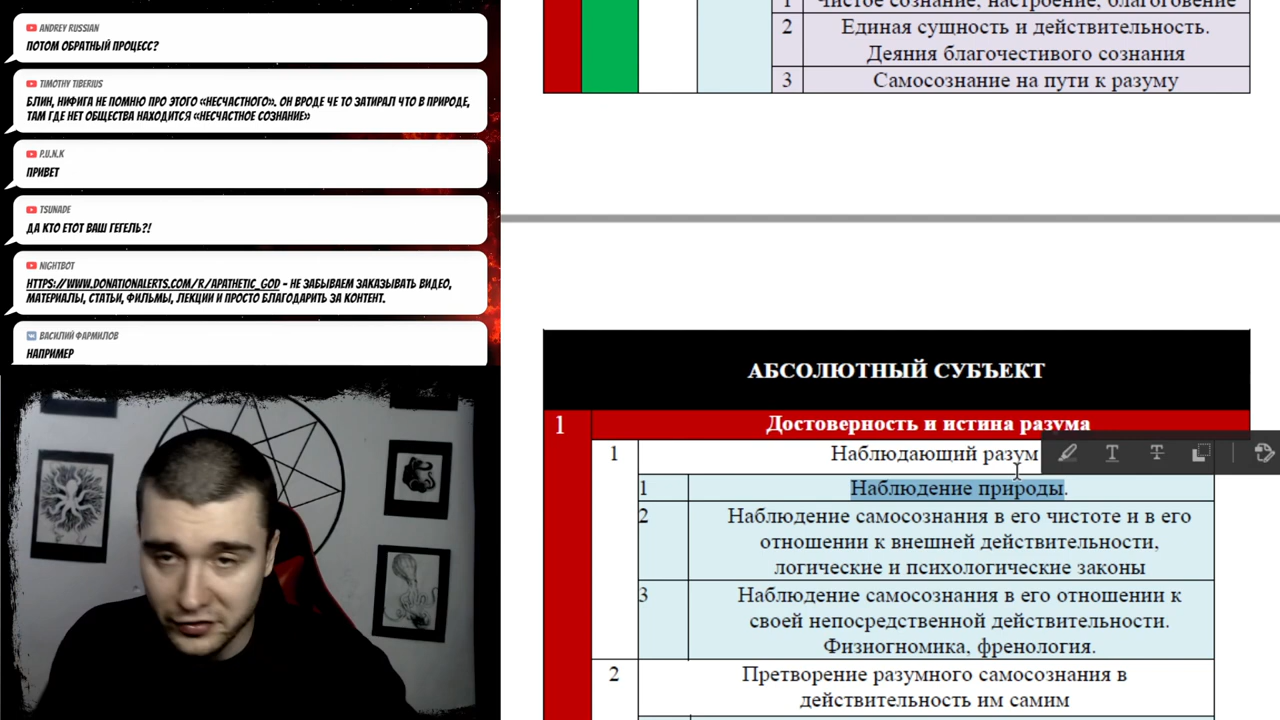 ANDREY RUSSIAN
ПОТОМ ОБРАТНЫЙ ПРОЦЕСС?
TIMOTHY TIBERIUS
БЛИН, НИФИГА НЕ ПОМНЮ ПРО ЭТОГО «НЕСЧАСТНОГО». ОН ВРОДЕ ЧЕ ТО ЗАТИРАЛ ЧТО В ПРИРОДЕ,
ТАМ ГДЕ НЕТ ОБЩЕСТВА НАХОДИТСЯ «НЕСЧАСТНОЕ СОЗНАНИЕ»
P.U.N.K
ПРИВЕТ
TSUNADE
ДА КТО ЕТОТ ВАШ ГЕГЕЛЬ?!
NIGHTBOT
HTTPS://WWW.DONATIONALERTS.COM/R/APATHETIC_GOD - НЕ ЗАБЫВАЕМ ЗАКАЗЫВАТЬ ВИДЕО,
МАТЕРИАЛЫ, СТАТЬИ, ФИЛЬМЫ, ЛЕКЦИИ И ПРОСТО БЛАГОДАРИТЬ ЗА КОНТЕНТ.
ВАСИЛИЙ ФАРМИЛОВ
НАПРИМЕР
1 Чистое сознание, настроение, благоговение
2 Единая сущность и действительность.
Деяния благочестивого сознания
3 Самосознание на пути к разуму
АБСОЛЮТНЫЙ СУБЪЕКТ
1 Достоверность и истина разума
1 Наблюдающий разум
1 Наблюдение природы.
2 Наблюдение самосознания в его чистоте и в его
отношении к внешней действительности,
логические и психологические законы
3 Наблюдение самосознания в его отношении к
своей непосредственной действительности.
Физиогномика, френология.
2 Претворение разумного самосознания в
действительность им самим